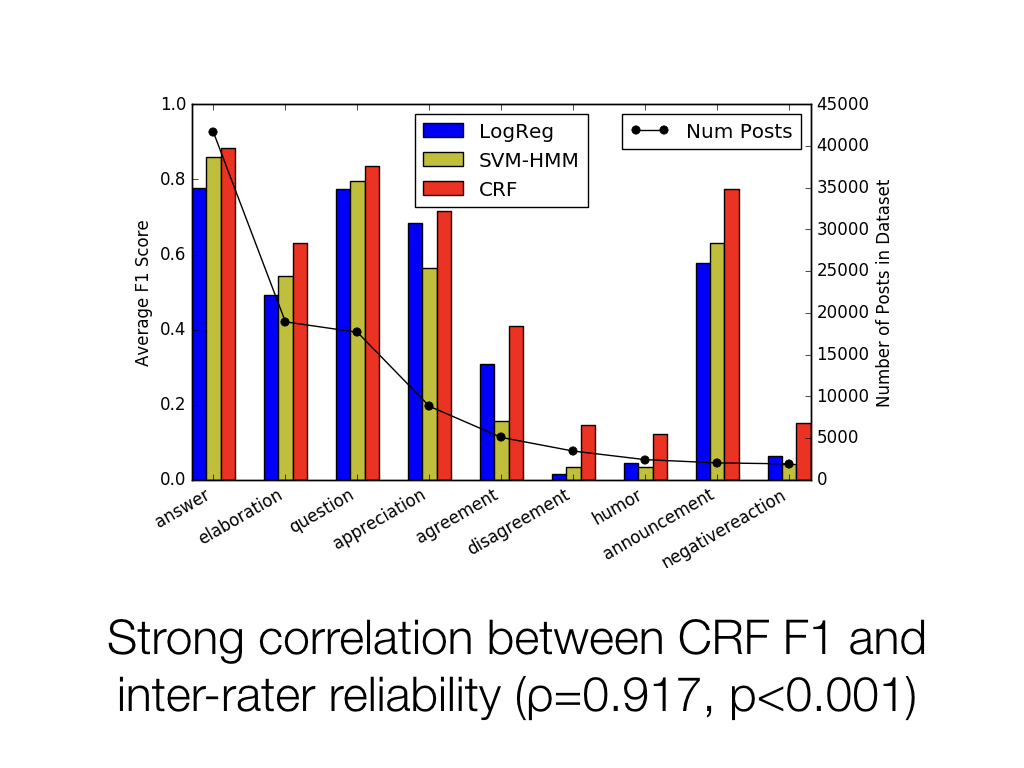 1.0
0.8
0.6
0.4
0.2
0.0
Average F1 Score
LogReg
SVM-HMM
CRF
Num Posts
45000
40000
35000
30000
25000
20000
15000
10000
5000
0
Number of Posts in Dataset
answer
elaboration
question
appreciation
agreement
disagreement
humor
announcement
negativereaction
Strong correlation between CRF F1 and
inter-rater reliability (ρ=0.917, p<0.001)